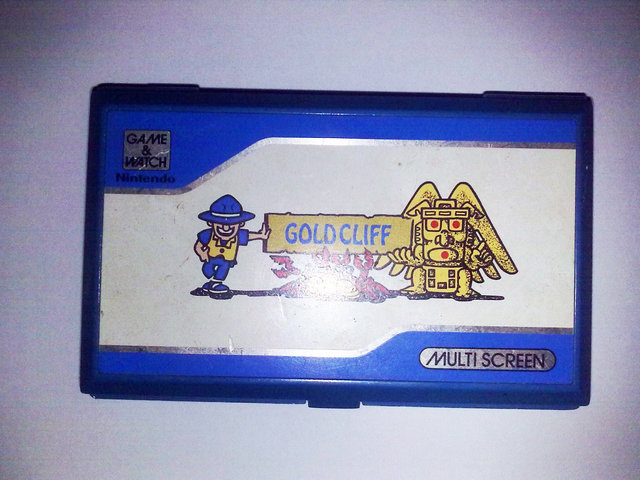 GAME
&
WATCH
Nintendo
GOLD CLIFF
MULTI SCREEN